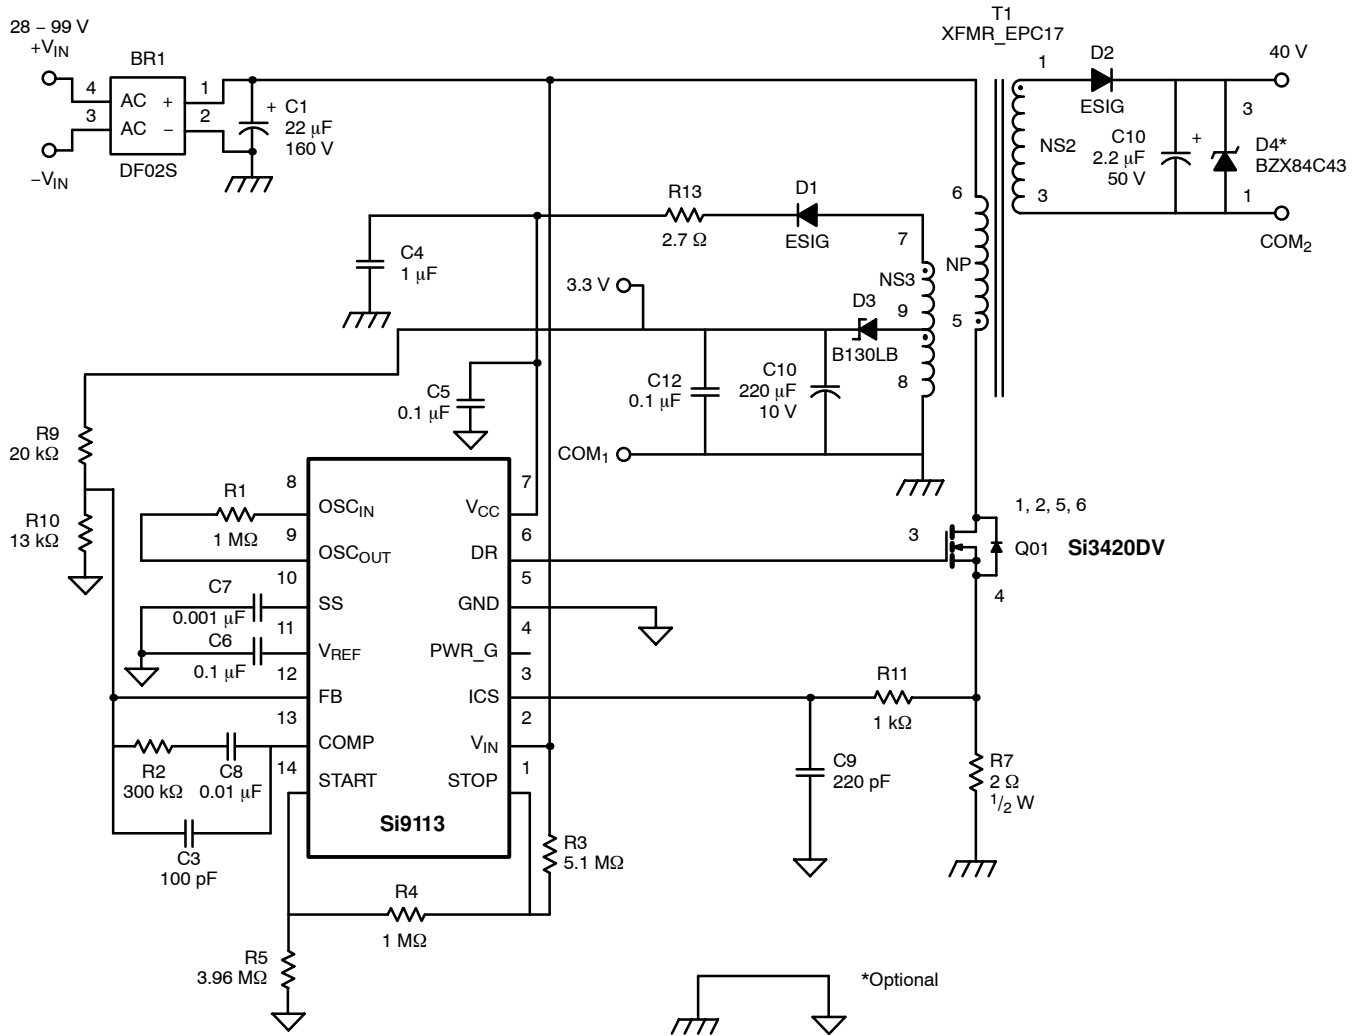 28 – 99 V
+V_IN
BR1
4
AC
+
1
3
AC
–
2
–V_IN
DF02S
+
C1
22 μF
160 V
T1
XFMR_EPC17
1
D2
ESIG
40 V
NS2
C10
2.2 μF
50 V
+
3
D4*
BZX84C43
1
3
COM₂
R13
2.7 Ω
D1
ESIG
7
6
C4
1 μF
3.3 V
NS3
NP
D3
9
5
B130LB
C5
0.1 μF
C12
0.1 μF
C10
220 μF
10 V
8
COM₁
R9
20 kΩ
R10
13 kΩ
R1
1 MΩ
8
OSC_IN
9
OSC_OUT
10
SS
11
V_REF
12
FB
13
COMP
14
START
7
V_CC
6
DR
5
GND
4
PWR_G
3
ICS
2
V_IN
1
STOP
Si9113
C7
0.001 μF
C6
0.1 μF
R2
300 kΩ
C8
0.01 μF
C3
100 pF
1, 2, 5, 6
3
Q01
Si3420DV
4
R11
1 kΩ
C9
220 pF
R7
2 Ω
1/2 W
R3
5.1 MΩ
R4
1 MΩ
R5
3.96 MΩ
*Optional